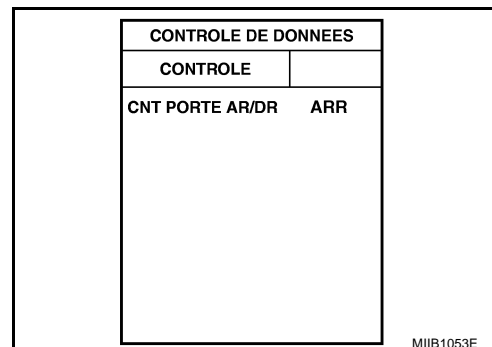 CONTROLE DE DONNEES
CONTROLE
CNT PORTE AR/DR ARR
MIIB1053E